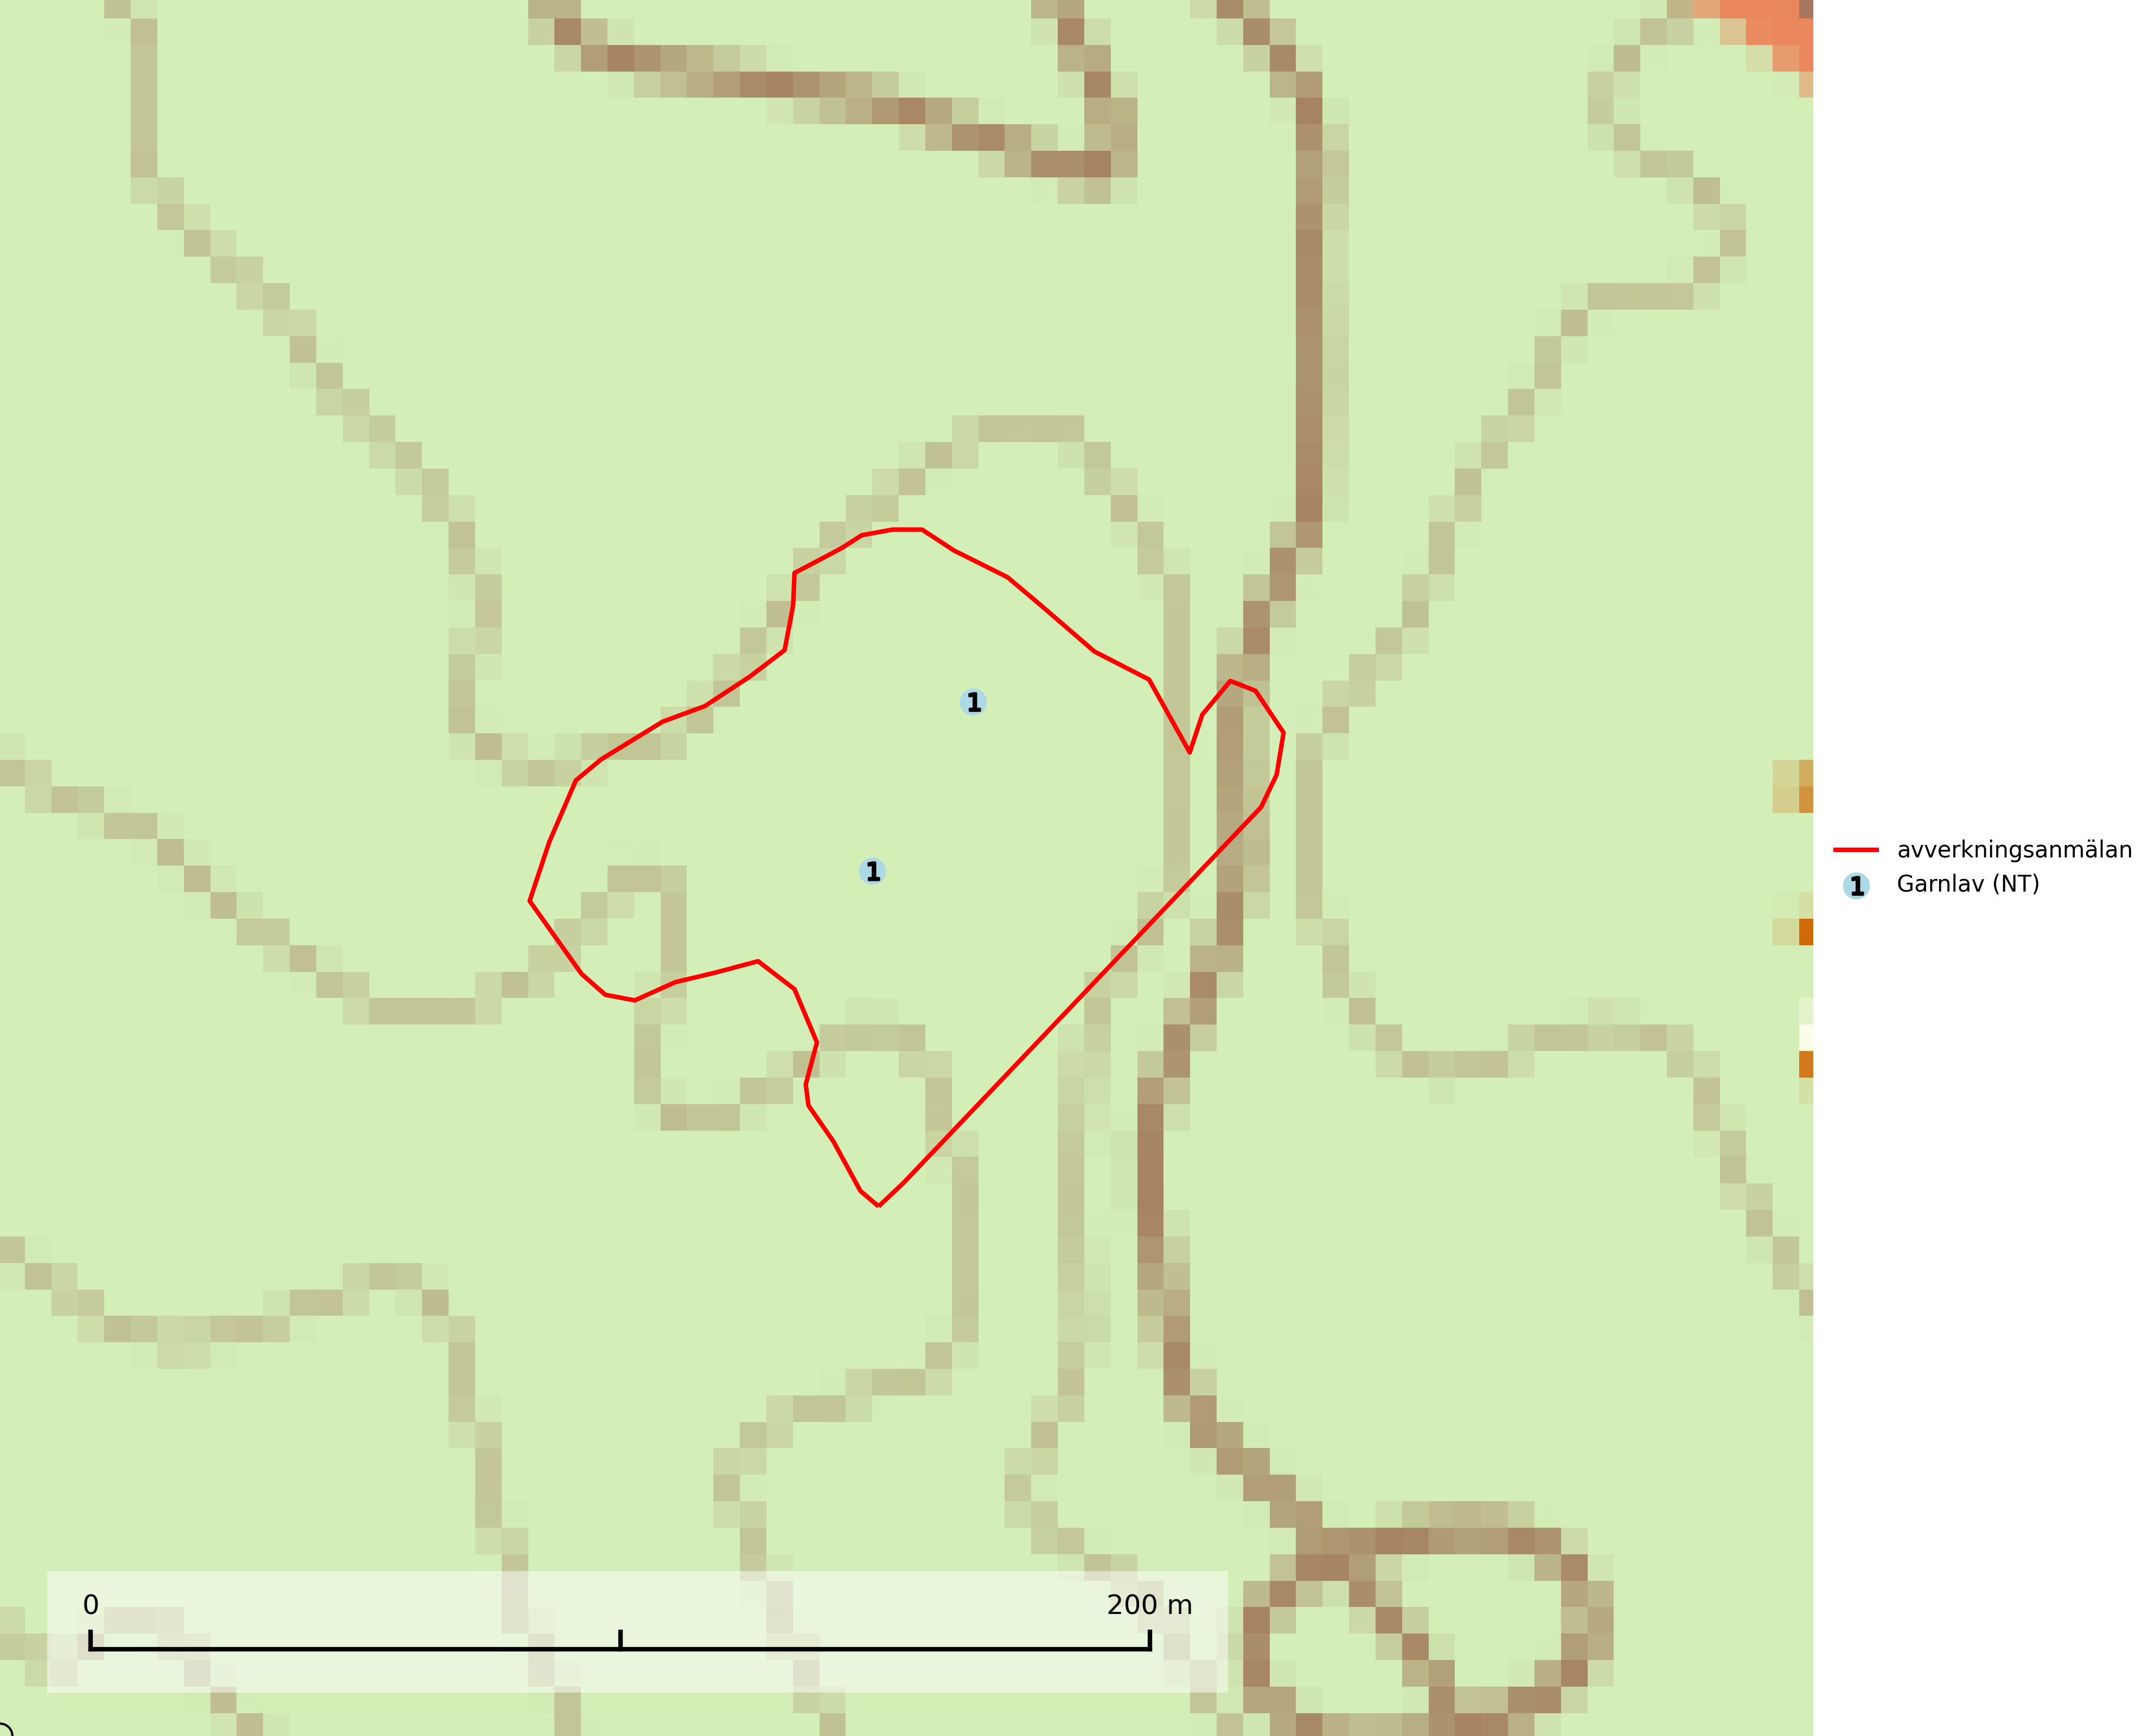 1
1
avverkningsanmälan
1 Garnlav (NT)
0 200 m